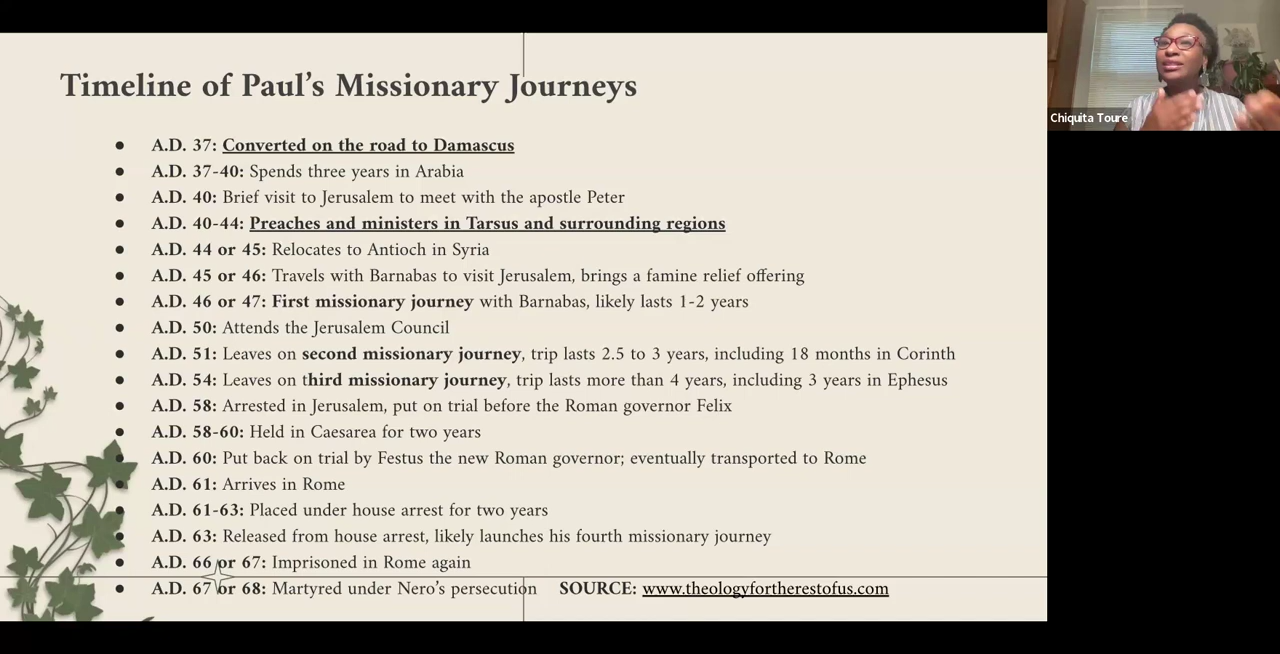 Timeline of Paul's Missionary Journeys
● A.D. 37: Converted on the road to Damascus
● A.D. 37-40: Spends three years in Arabia
● A.D. 40: Brief visit to Jerusalem to meet with the apostle Peter
● A.D. 40-44: Preaches and ministers in Tarsus and surrounding regions
● A.D. 44 or 45: Relocates to Antioch in Syria
● A.D. 45 or 46: Travels with Barnabas to visit Jerusalem, brings a famine relief offering
● A.D. 46 or 47: First missionary journey with Barnabas, likely lasts 1-2 years
● A.D. 50: Attends the Jerusalem Council
● A.D. 51: Leaves on second missionary journey, trip lasts 2.5 to 3 years, including 18 months in Corinth
● A.D. 54: Leaves on third missionary journey, trip lasts more than 4 years, including 3 years in Ephesus
● A.D. 58: Arrested in Jerusalem, put on trial before the Roman governor Felix
● A.D. 58-60: Held in Caesarea for two years
● A.D. 60: Put back on trial by Festus the new Roman governor; eventually transported to Rome
● A.D. 61: Arrives in Rome
● A.D. 61-63: Placed under house arrest for two years
● A.D. 63: Released from house arrest, likely launches his fourth missionary journey
● A.D. 66 or 67: Imprisoned in Rome again
● A.D. 67 or 68: Martyred under Nero's persecution SOURCE: www.theologyfortherestofus.com
Chiquita Toure